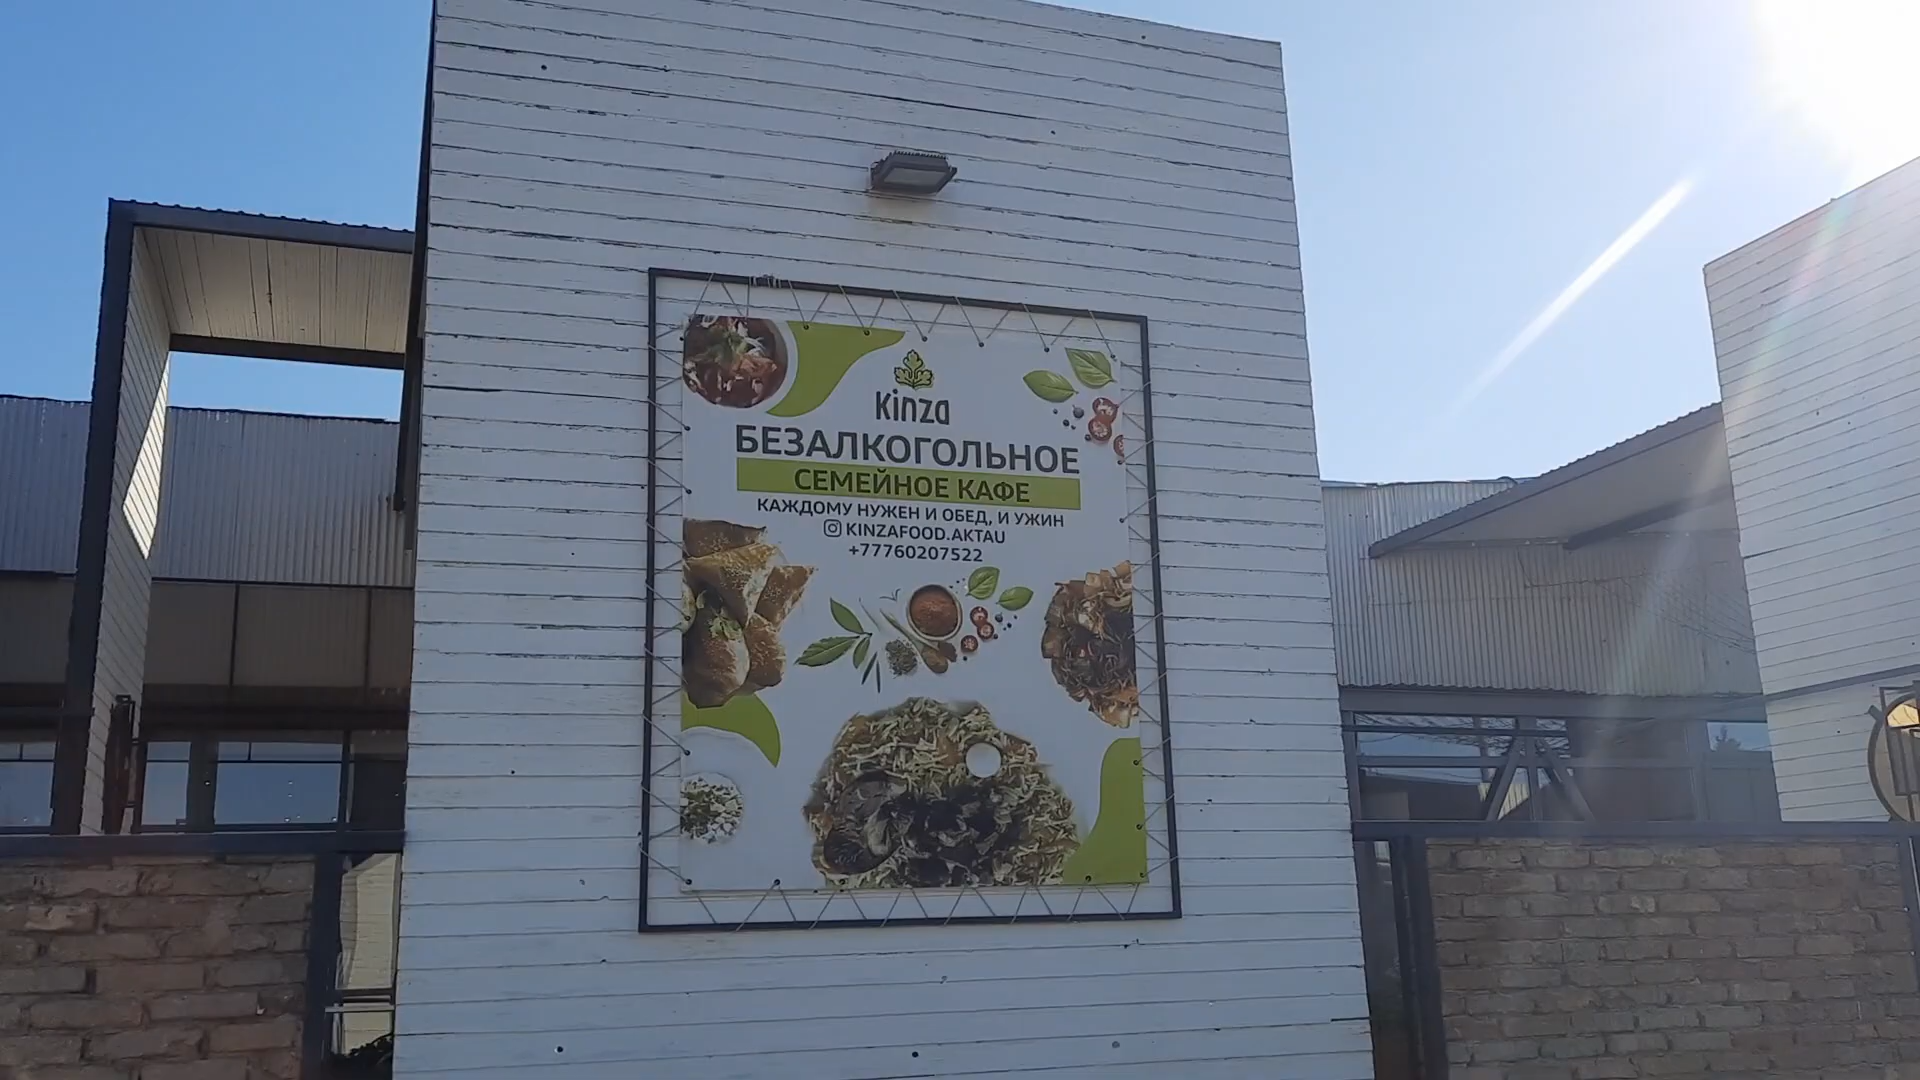 Kinza
БЕЗАЛКОГОЛЬНОЕ
СЕМЕЙНОЕ КАФЕ
КАЖДОМУ НУЖЕН И ОБЕД, И УЖИН
KINZAFOOD.AKTAU
+77760207522